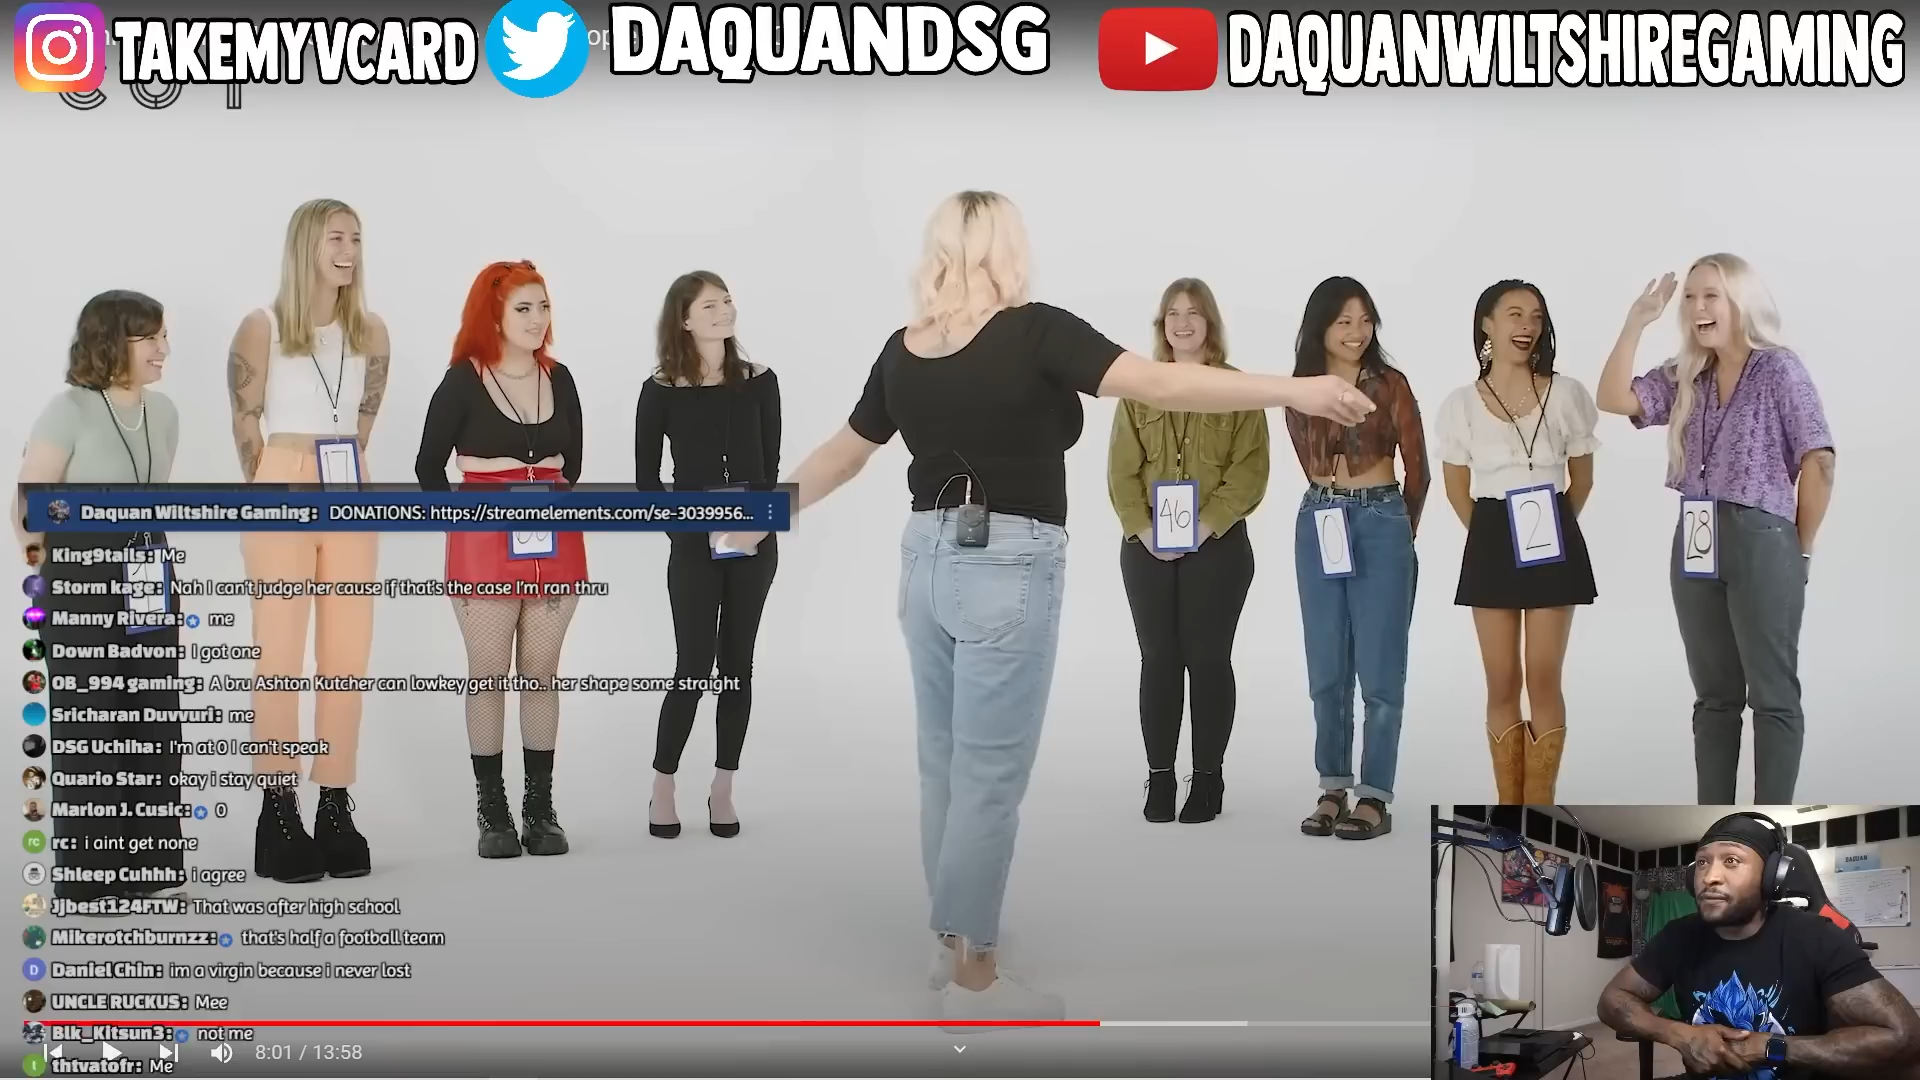 TAKEMYVCARD
DAQUANDSG
DAQUANWILTSHIREGAMING
CUT
17
46
0
2
28
DAQUAN
Daquan Wiltshire Gaming: DONATIONS: https://streamelements.com/se-3039956...
King9tails: Me
Storm kage: Nah I can't judge her cause if that's the case I'm ran thru
Manny Rivera: me
Down Badvon: I got one
OB_994 gaming: A bru Ashton Kutcher can lowkey get it tho.. her shape some straight
Sricharan Duvvuri: me
DSG Uchiha: I'm at 0 I can't speak
Quario Star: okay i stay quiet
Marlon J. Cusic: 0
rc rc: i aint get none
Shleep Cuhhh: i agree
Jjbest124FTW: That was after high school
Mikerotchburnzz: that's half a football team
D Daniel Chin: im a virgin because i never lost
UNCLE RUCKUS: Mee
Blk_Kitsun3: not me
t thtvatofr: Me
8:01 / 13:58